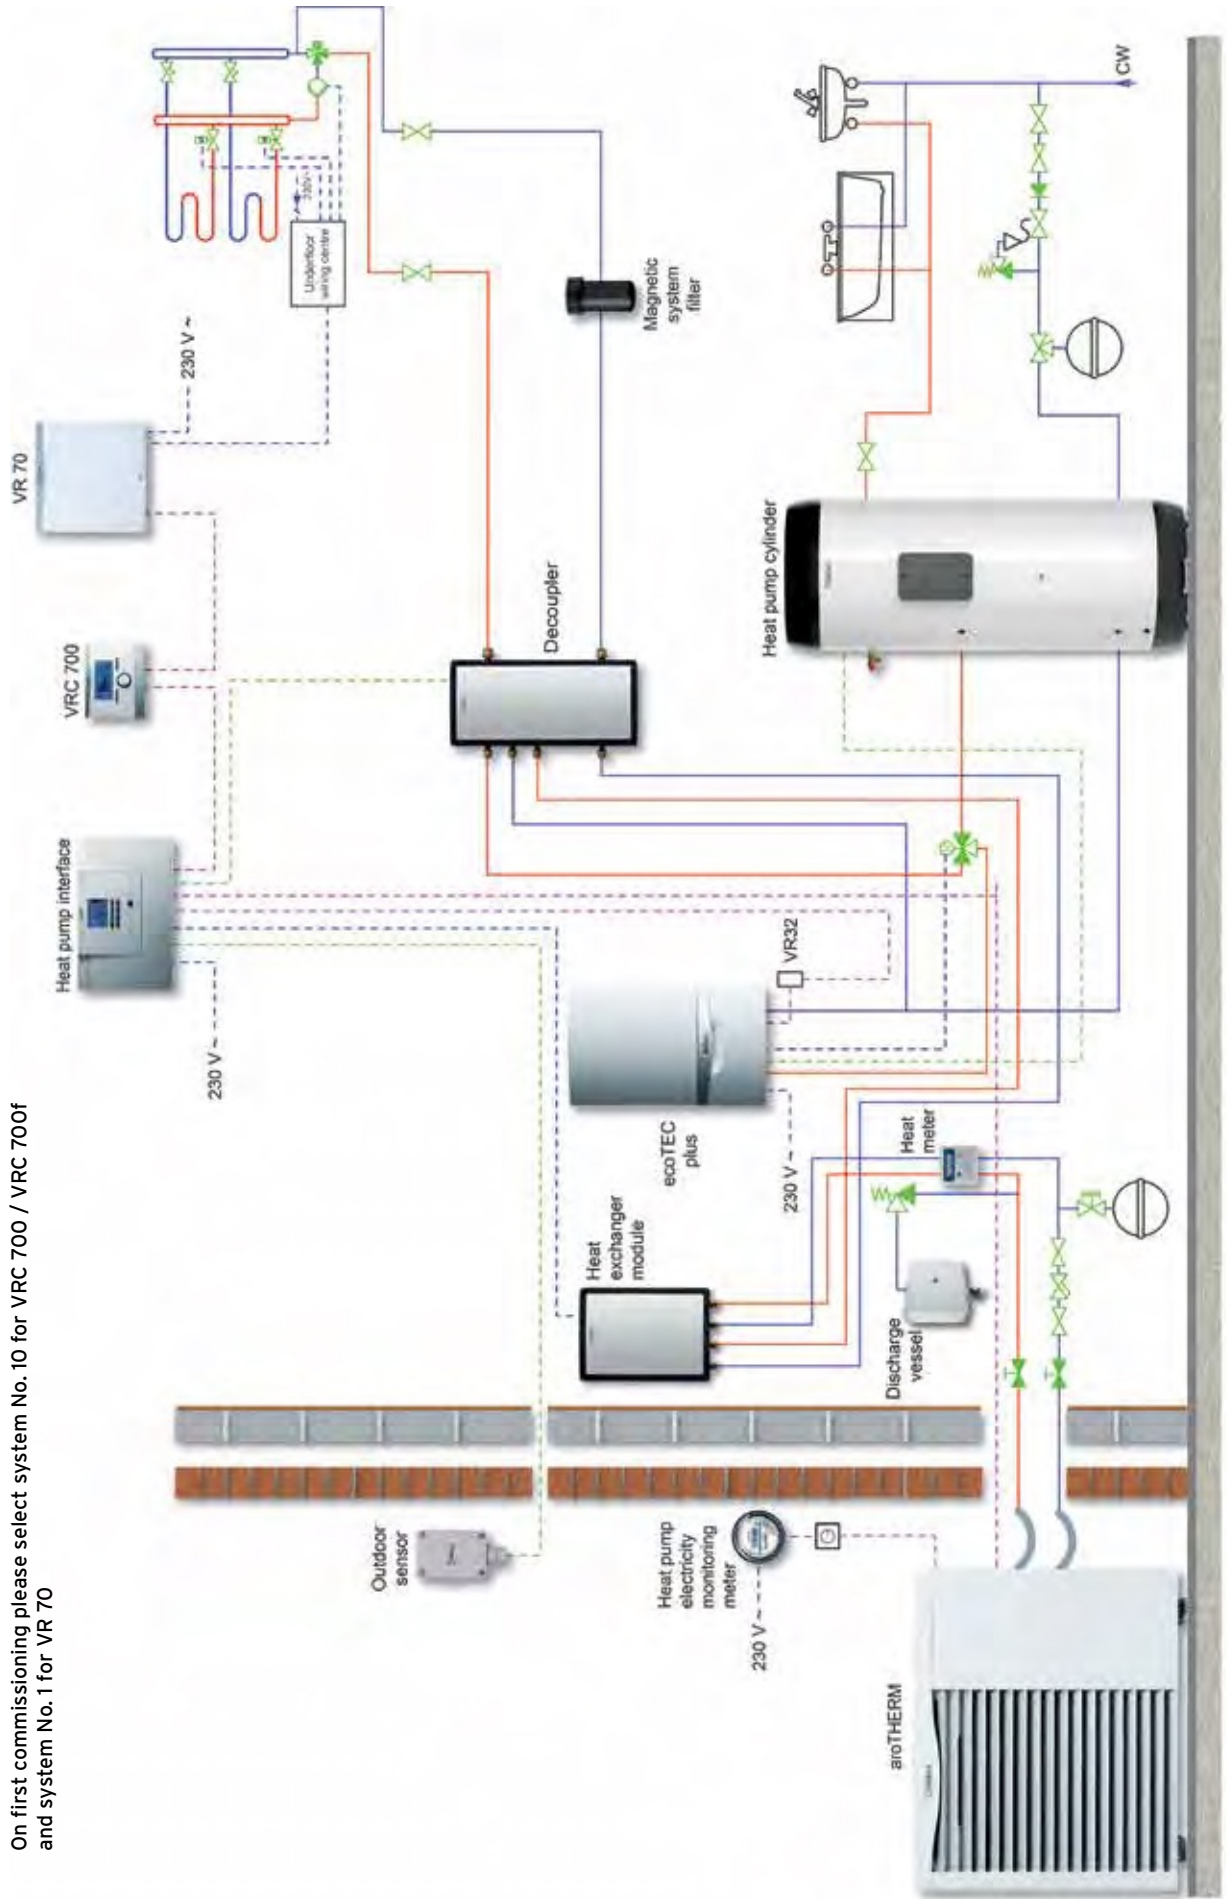 On first commissioning please select system No. 10 for VRC 700 / VRC 700f
and system No. 1 for VR 70
Heat pump interface
VRC 700
VR 70
230 V ~
230 V ~
230V~
Underfloor
wiring centre
Outdoor
sensor
Heat
exchanger
module
ecoTEC
plus
230 V ~
VR32
Decoupler
Magnetic
system
filter
Heat pump
electricity
monitoring
meter
230 V ~
Discharge
vessel
Heat
meter
Heat pump cylinder
aroTHERM
CW